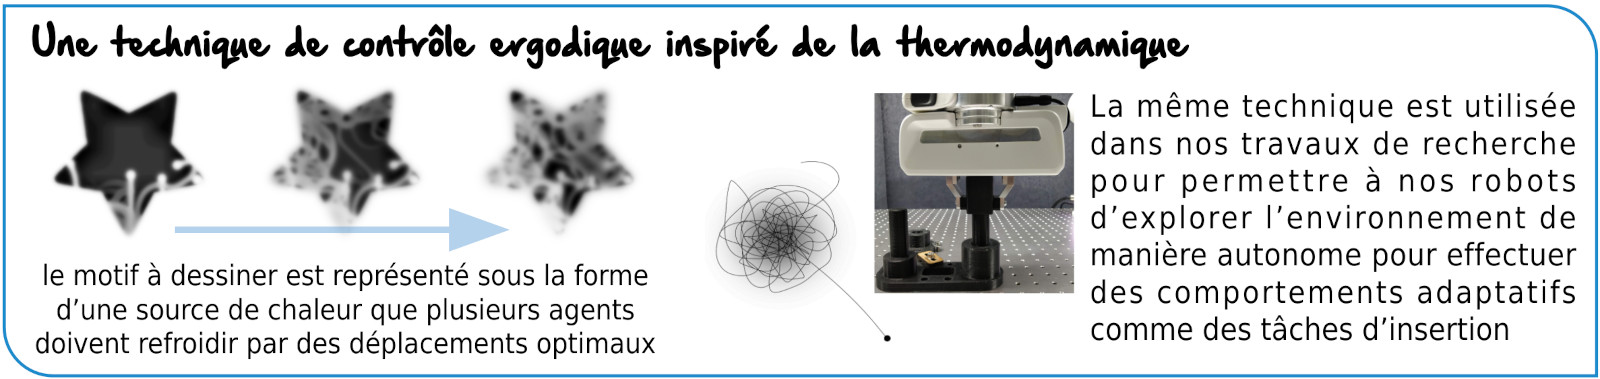 Une technique de contrôle ergodique inspiré de la thermodynamique
le motif à dessiner est représenté sous la forme
d’une source de chaleur que plusieurs agents
doivent refroidir par des déplacements optimaux
La même technique est utilisée
dans nos travaux de recherche
pour permettre à nos robots
d’explorer l’environnement de
manière autonome pour effectuer
des comportements adaptatifs
comme des tâches d’insertion